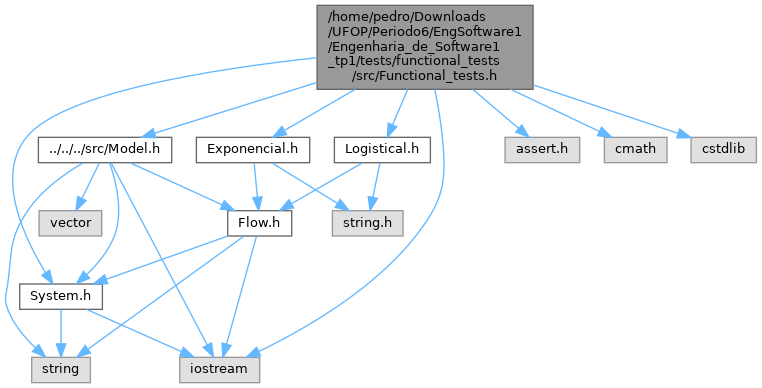 /home/pedro/Downloads
/UFOP/Periodo6/EngSoftware1
/Engenharia_de_Software1
_tp1/tests/functional_tests
/src/Functional_tests.h
../../../src/Model.h
Exponencial.h
Logistical.h
assert.h
cmath
cstdlib
vector
Flow.h
string.h
System.h
string
iostream